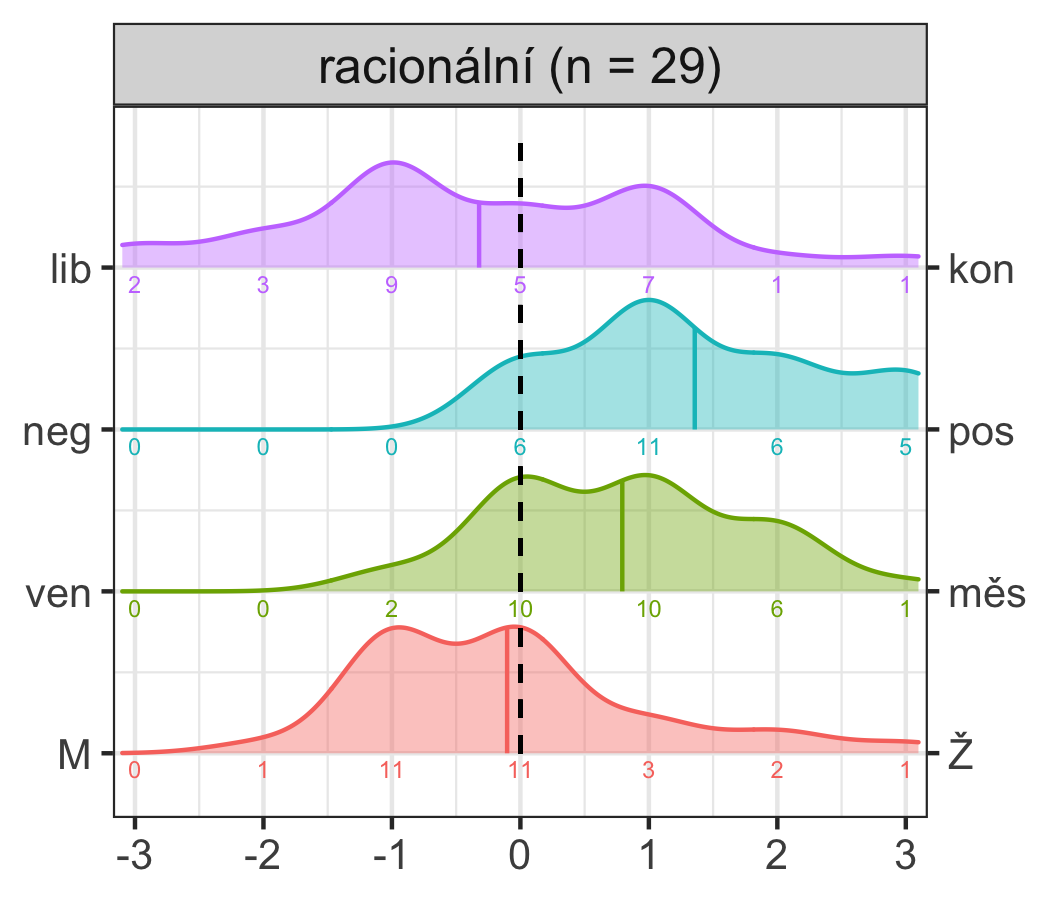 racionální (n = 29)
lib kon
2 3 9 5 7 1 1
neg pos
0 0 0 6 11 6 5
ven měs
0 0 2 10 10 6 1
M Ž
0 1 11 11 3 2 1
-3 -2 -1 0 1 2 3